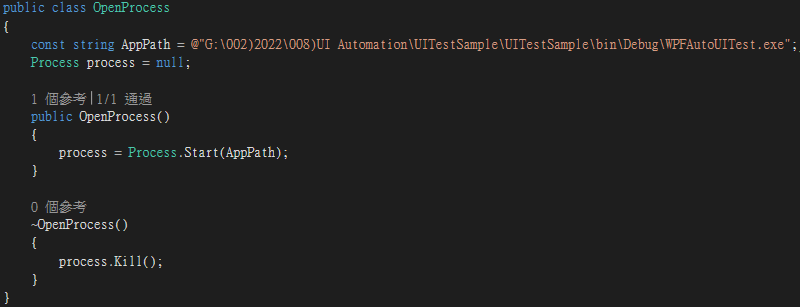 public class OpenProcess
{
    const string AppPath = @"G:\002)2022\008)UI Automation\UITestSample\UITestSample\bin\Debug\WPFAutoUITest.exe";
    Process process = null;

    1 個參考|1/1 通過
    public OpenProcess()
    {
        process = Process.Start(AppPath);
    }

    0 個參考
    ~OpenProcess()
    {
        process.Kill();
    }
}